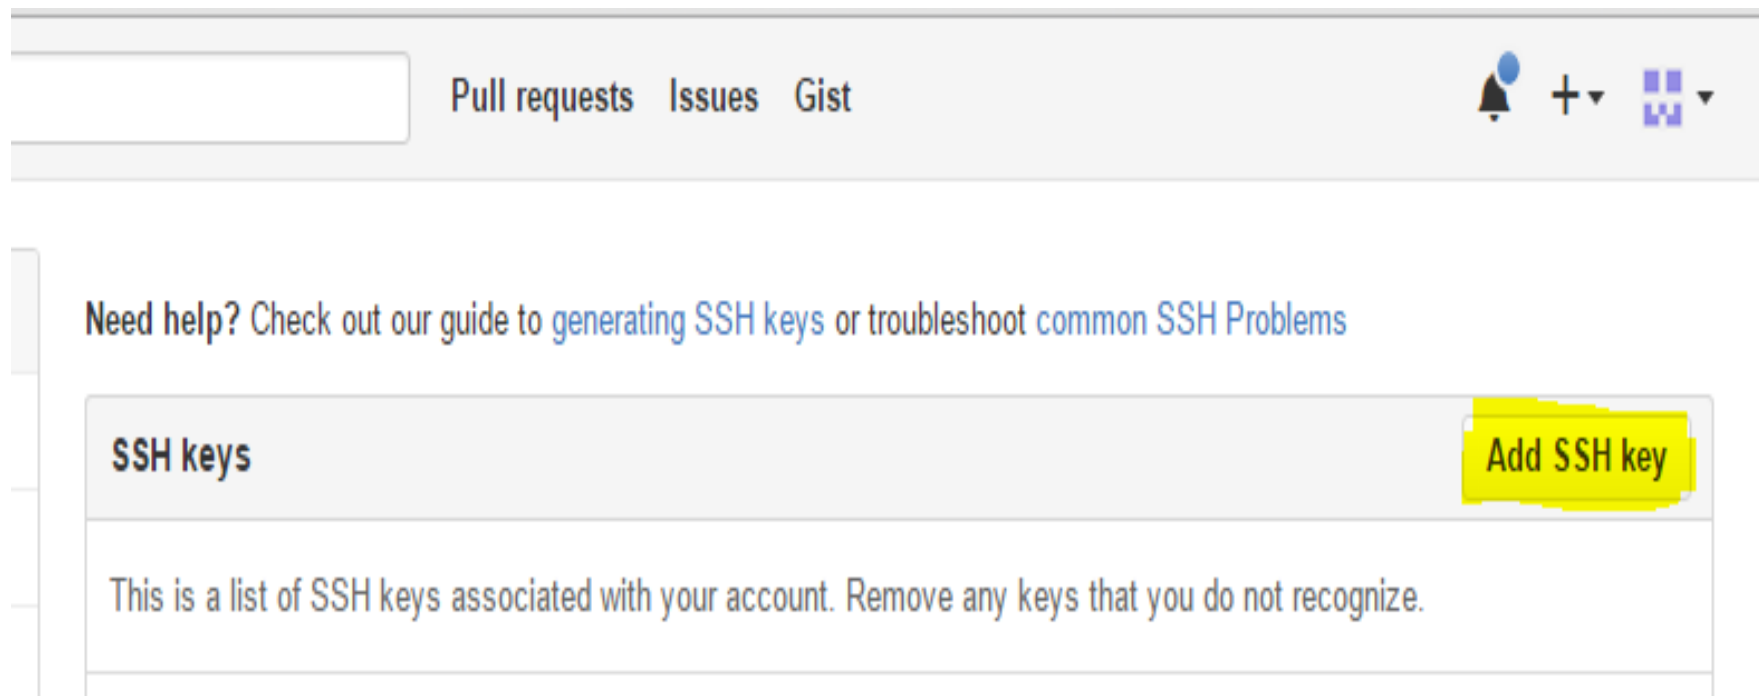 Pull requests Issues Gist
Need help? Check out our guide to generating SSH keys or troubleshoot common SSH Problems
SSH keys Add SSH key
This is a list of SSH keys associated with your account. Remove any keys that you do not recognize.